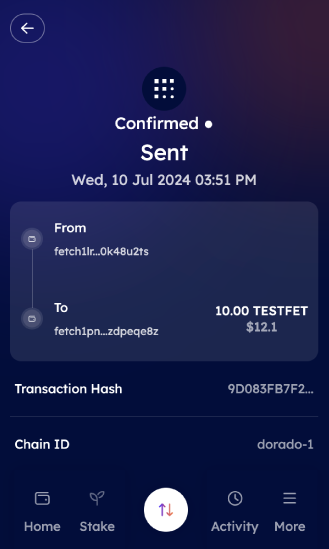 Confirmed
Sent
Wed, 10 Jul 2024 03:51 PM
From
fetch1lr...0k48u2ts
To
10.00 TESTFET
fetch1pn...zdpeqe8z
$12.1
Transaction Hash 9D083FB7F2...
Chain ID dorado-1
Home Stake Activity More